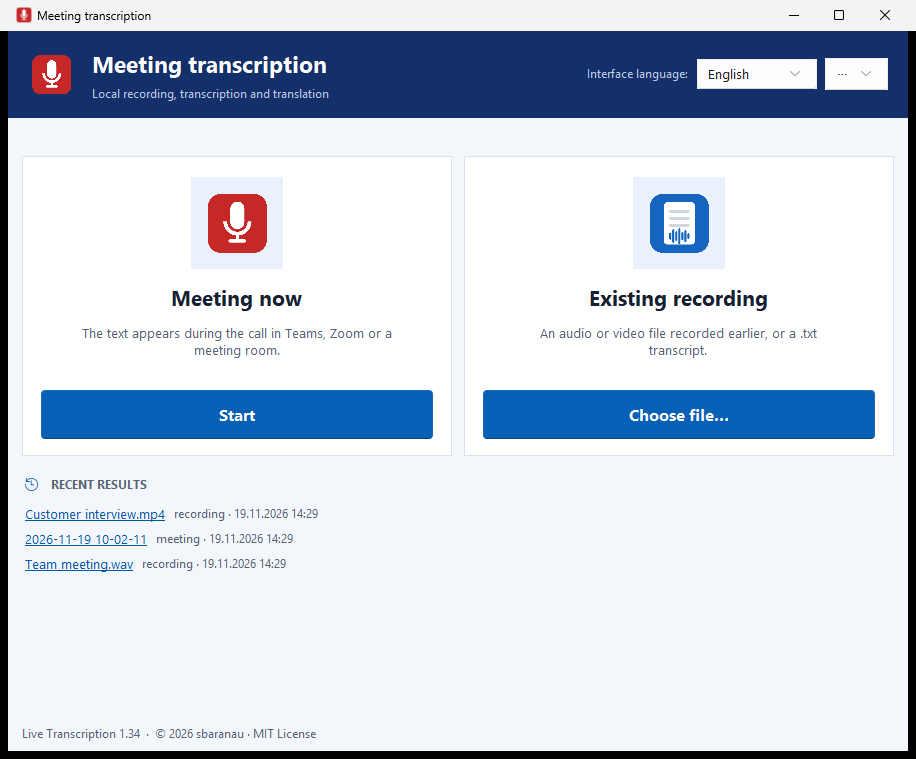 Meeting transcription
Meeting transcription
Local recording, transcription and translation
Interface language:
English
...
Meeting now
The text appears during the call in Teams, Zoom or a
meeting room.
Start
Existing recording
An audio or video file recorded earlier, or a .txt
transcript.
Choose file...
RECENT RESULTS
Customer interview.mp4 recording · 19.11.2026 14:29
2026-11-19 10-02-11 meeting · 19.11.2026 14:29
Team meeting.wav recording · 19.11.2026 14:29
Live Transcription 1.34 · © 2026 sbaranau · MIT License